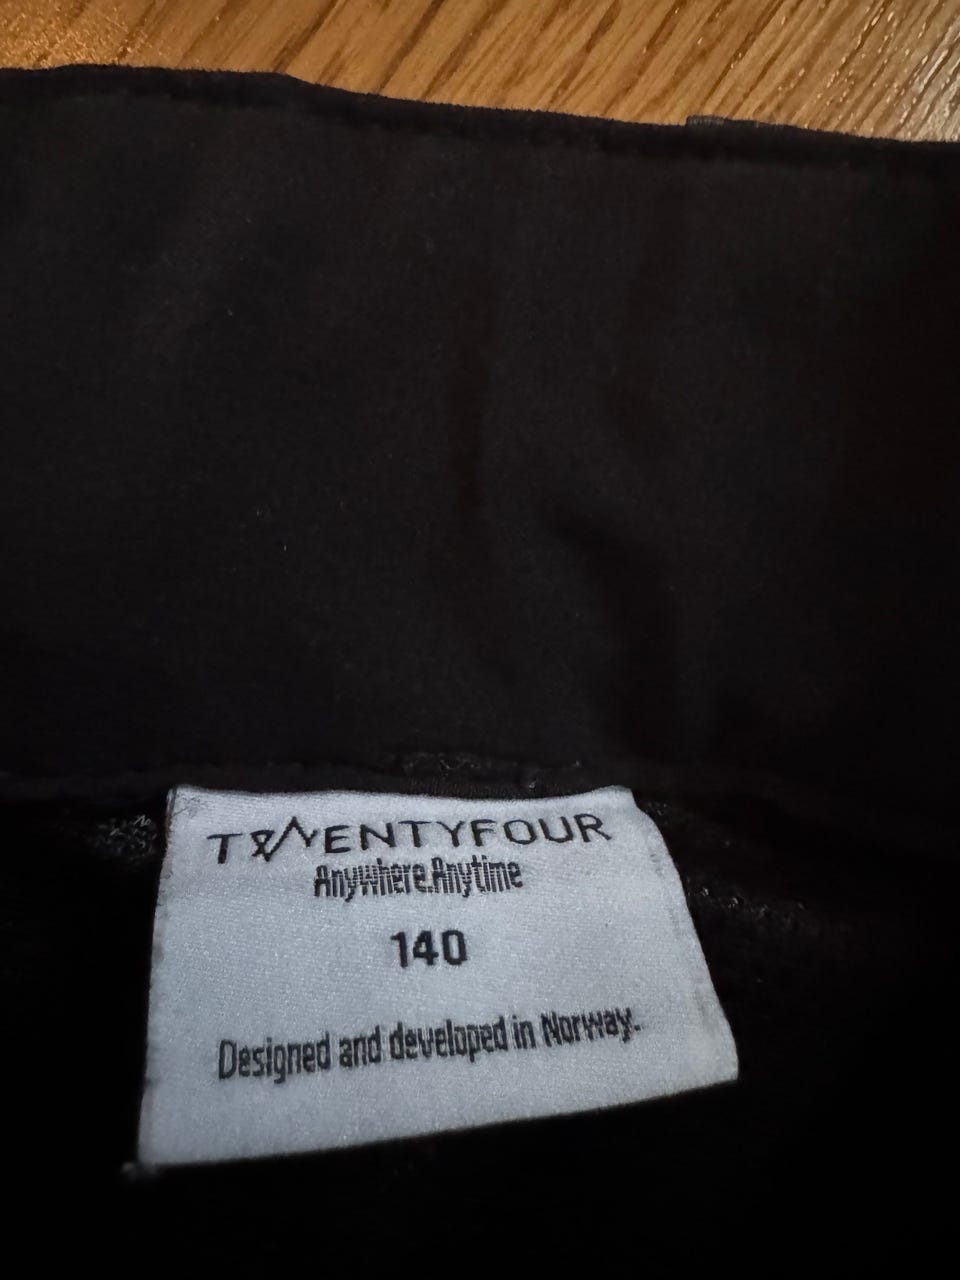 TWENTYFOUR
Anywhere.Anytime
140
Designed and developed in Norway.